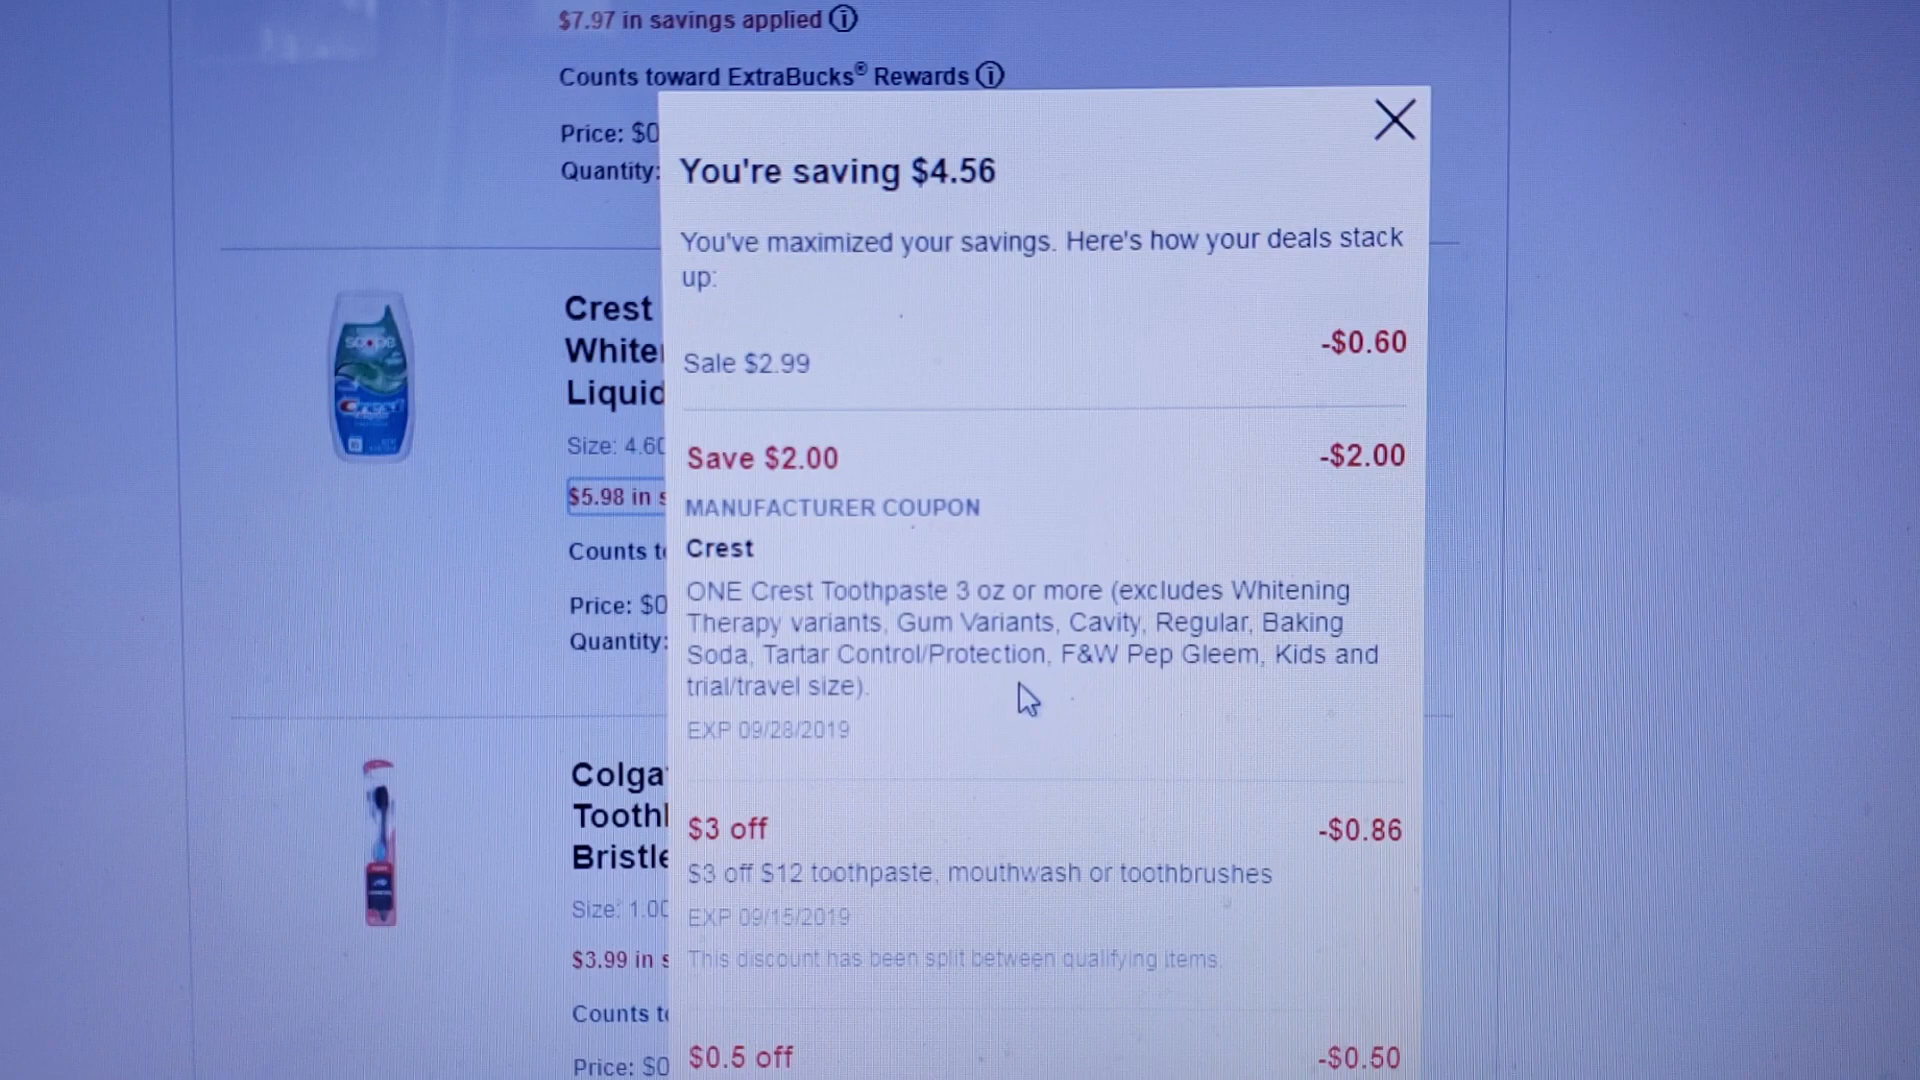 $7.97 in savings applied
Counts toward ExtraBucks® Rewards
Price: $0
Quantity:
You're saving $4.56
You've maximized your savings. Here's how your deals stack
up:
Sale $2.99 -$0.60
Save $2.00 -$2.00
MANUFACTURER COUPON
Crest
ONE Crest Toothpaste 3 oz or more (excludes Whitening
Therapy variants, Gum Variants, Cavity, Regular, Baking
Soda, Tartar Control/Protection, F&W Pep Gleem, Kids and
trial/travel size).
EXP 09/28/2019
$3 off -$0.86
$3 off $12 toothpaste, mouthwash or toothbrushes
EXP 09/15/2019
This discount has been split between qualifying items.
$0.5 off -$0.50
scope
Crest
Crest
White
Liquid
Size: 4.60
$5.98 in s
Counts t
Price: $0
Quantity:
Colga
Tooth
Bristle
Size: 1.00
$3.99 in s
Counts t
Price: $0